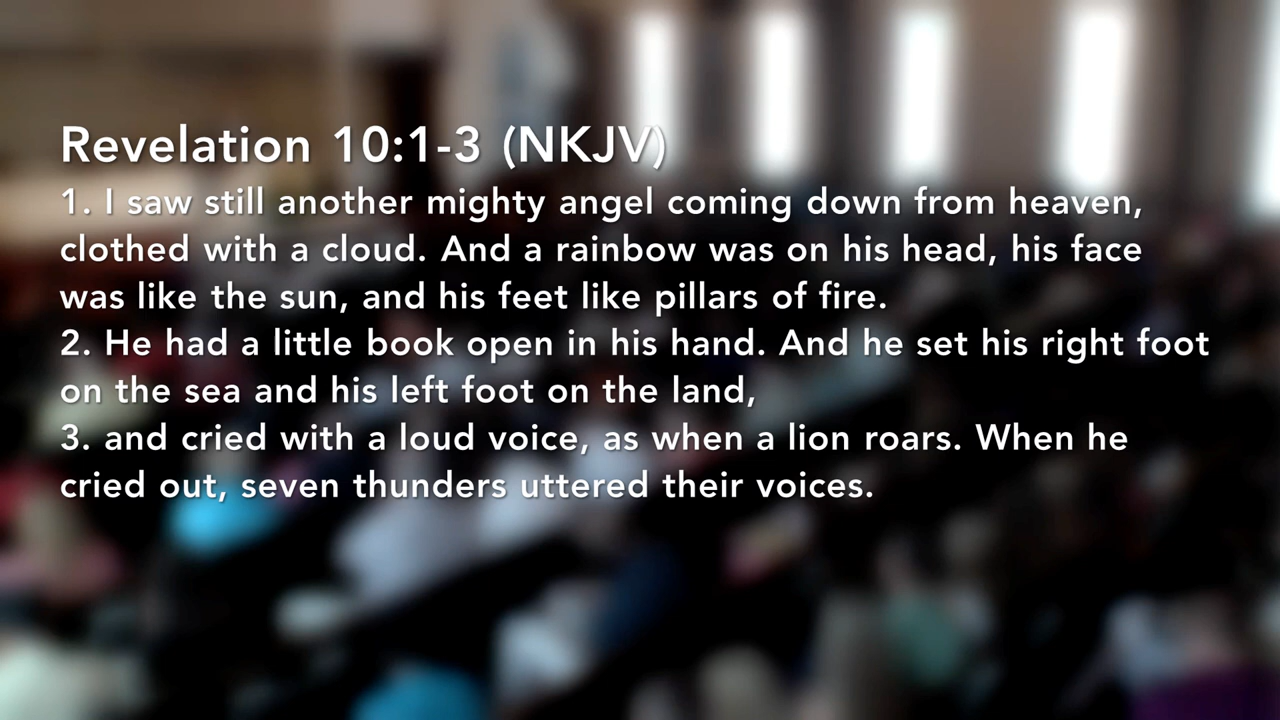 Revelation 10:1-3 (NKJV)
1. I saw still another mighty angel coming down from heaven,
clothed with a cloud. And a rainbow was on his head, his face
was like the sun, and his feet like pillars of fire.
2. He had a little book open in his hand. And he set his right foot
on the sea and his left foot on the land,
3. and cried with a loud voice, as when a lion roars. When he
cried out, seven thunders uttered their voices.